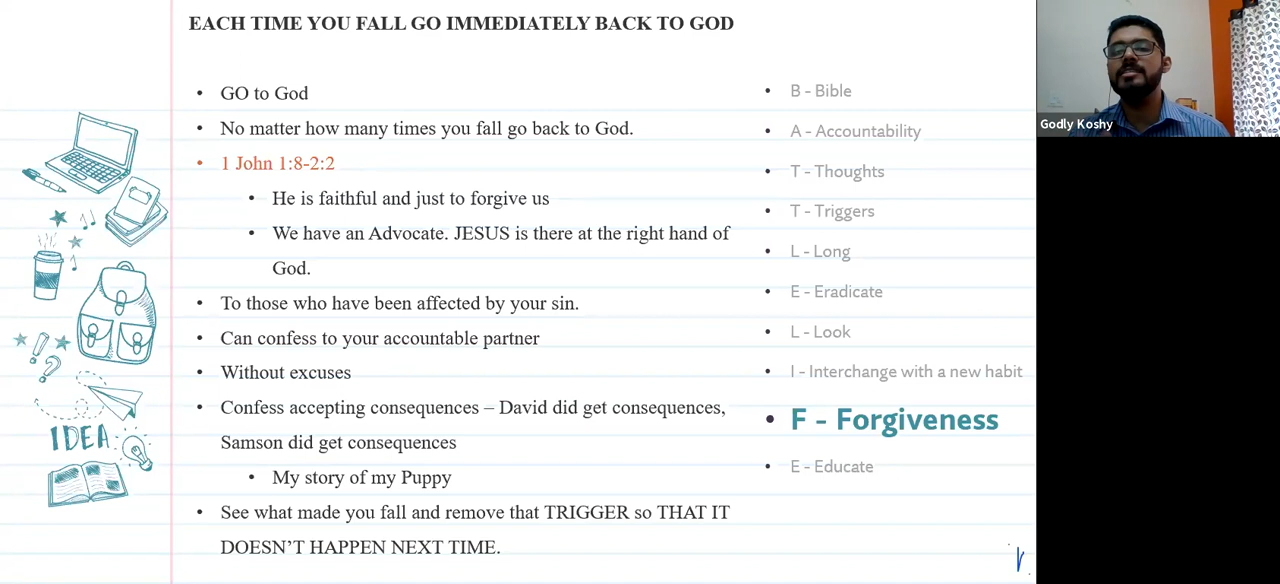 EACH TIME YOU FALL GO IMMEDIATELY BACK TO GOD
• GO to God
• No matter how many times you fall go back to God.
• 1 John 1:8-2:2
• He is faithful and just to forgive us
• We have an Advocate. JESUS is there at the right hand of
God.
• To those who have been affected by your sin.
• Can confess to your accountable partner
• Without excuses
• Confess accepting consequences – David did get consequences,
Samson did get consequences
• My story of my Puppy
• See what made you fall and remove that TRIGGER so THAT IT
DOESN'T HAPPEN NEXT TIME.
• B - Bible
• A - Accountability
• T - Thoughts
• T - Triggers
• L - Long
• E - Eradicate
• L - Look
• I - Interchange with a new habit
• F - Forgiveness
• E - Educate
IDEA
Godly Koshy